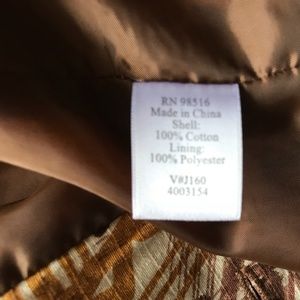 RN 98516
Made in China
Shell:
100% Cotton
Lining:
100% Polyester
V#J160
4003154